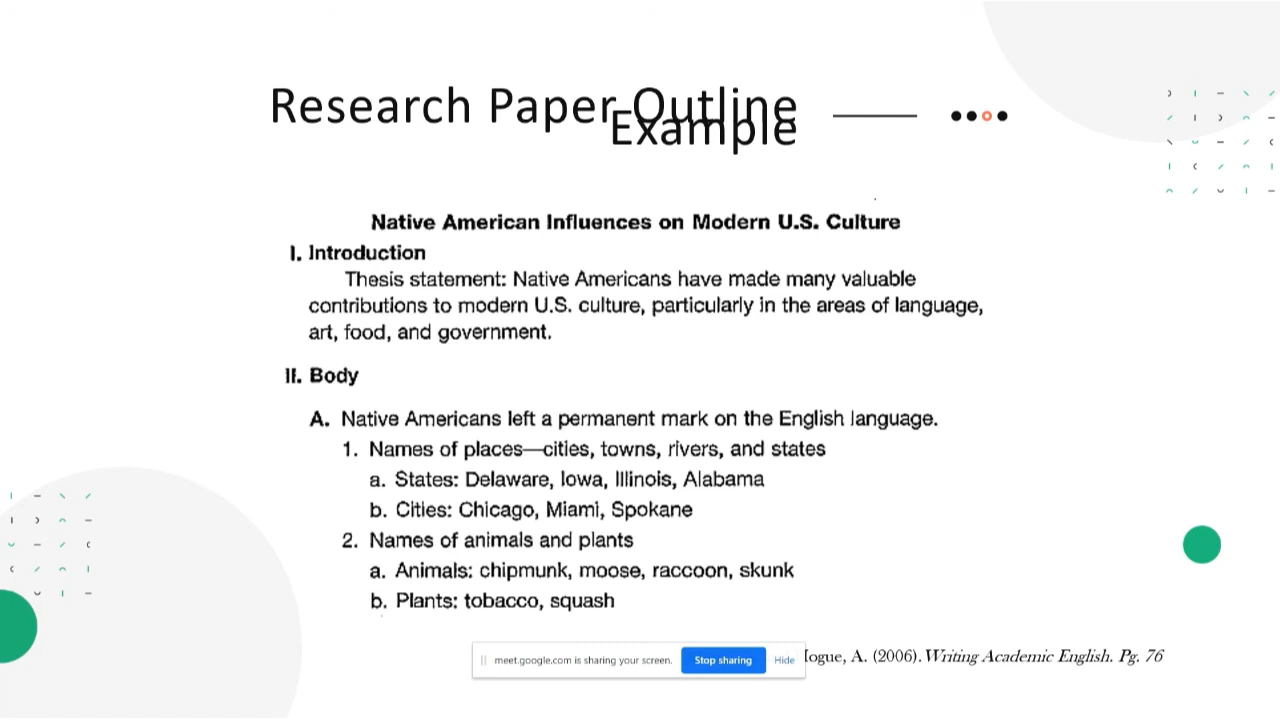 Research Paper Outline
Example
Native American Influences on Modern U.S. Culture
I. Introduction
Thesis statement: Native Americans have made many valuable
contributions to modern U.S. culture, particularly in the areas of language,
art, food, and government.
II. Body
A. Native Americans left a permanent mark on the English language.
1. Names of places—cities, towns, rivers, and states
a. States: Delaware, Iowa, Illinois, Alabama
b. Cities: Chicago, Miami, Spokane
2. Names of animals and plants
a. Animals: chipmunk, moose, raccoon, skunk
b. Plants: tobacco, squash
meet.google.com is sharing your screen. Stop sharing Hide
A. (2006). Writing Academic English. Pg. 76